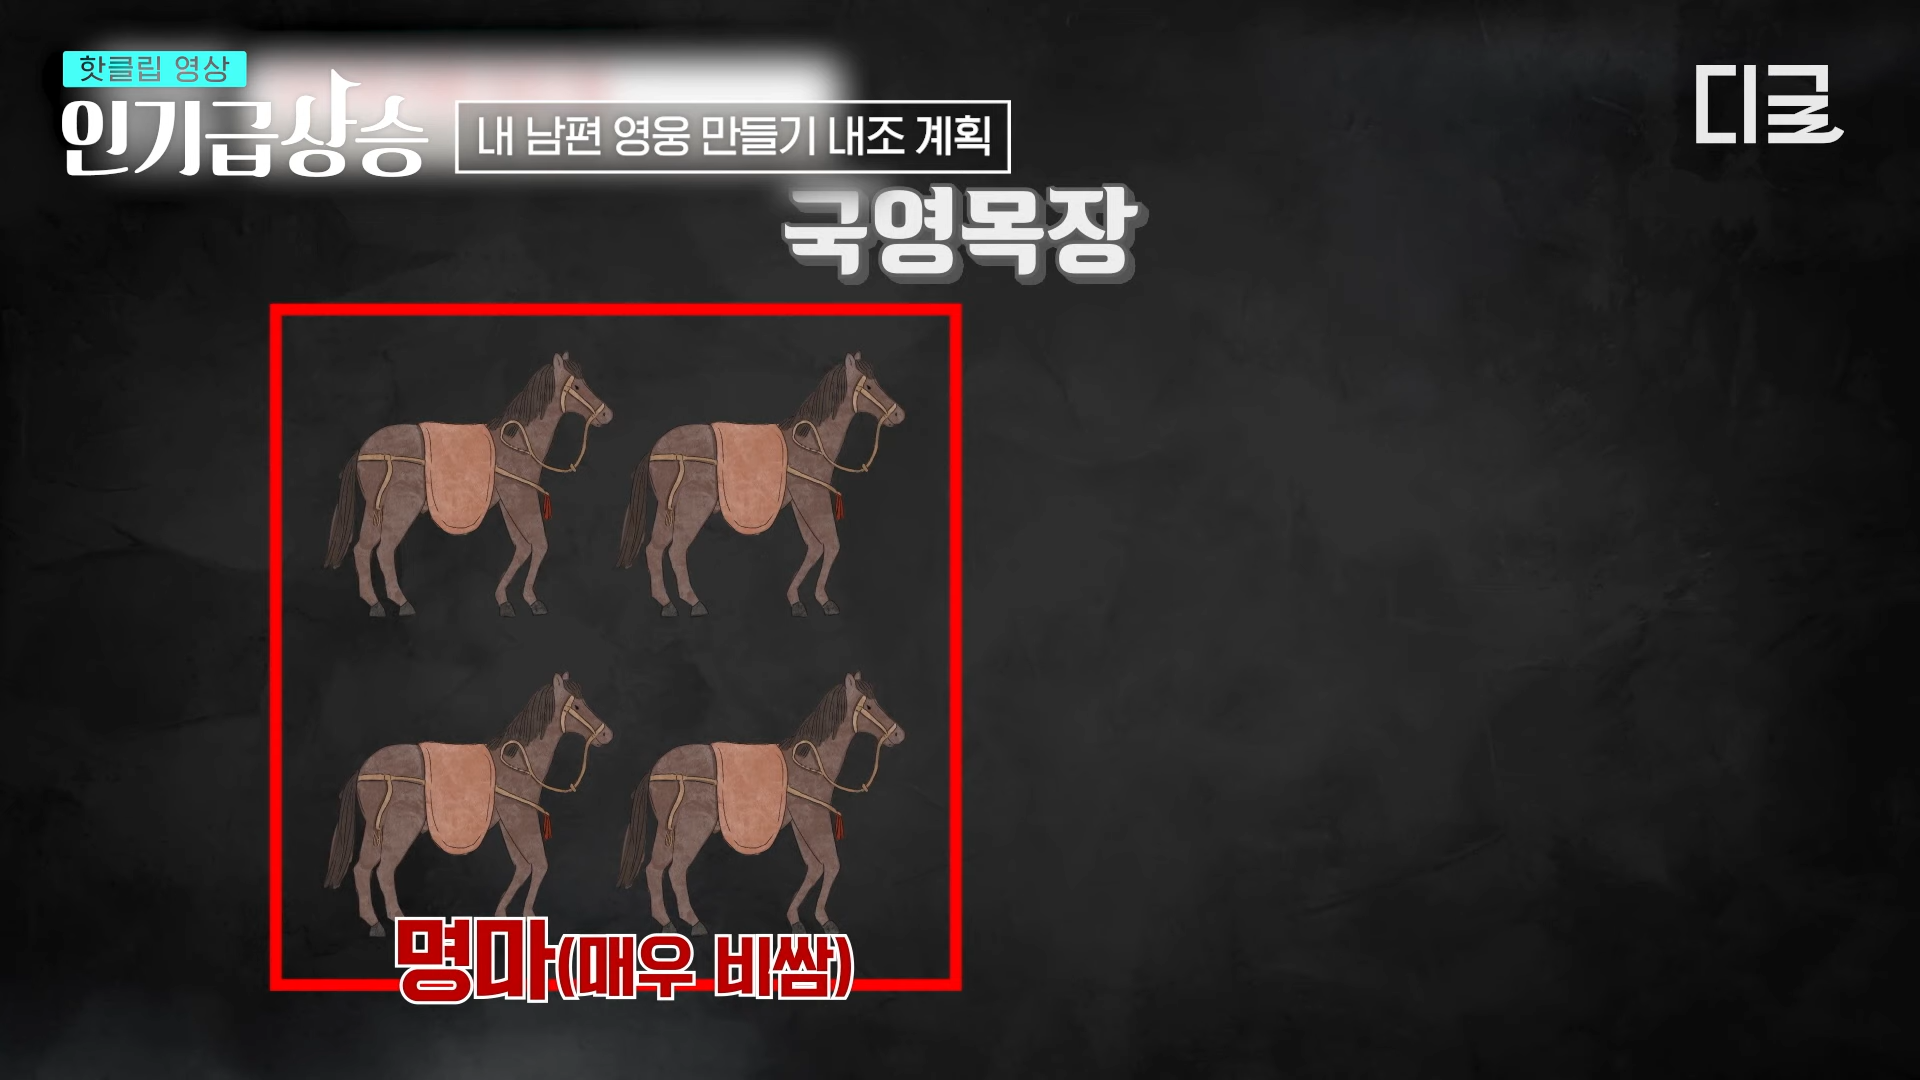 핫클립 영상
인기급상승
내 남편 영웅 만들기 내조 계획
디글
국영목장
명마(매우 비쌈)